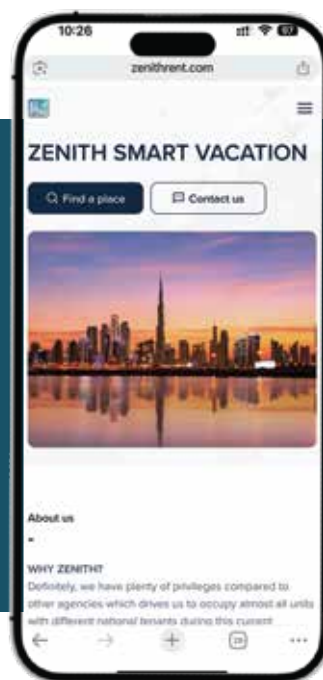 10:26
zenithrent.com
ZENITH SMART VACATION
Find a place
Contact us
About us
-
WHY ZENITH?
Definitely, we have plenty of privileges compared to
other agencies which drives us to occupy almost all units
with different national tenants during this current